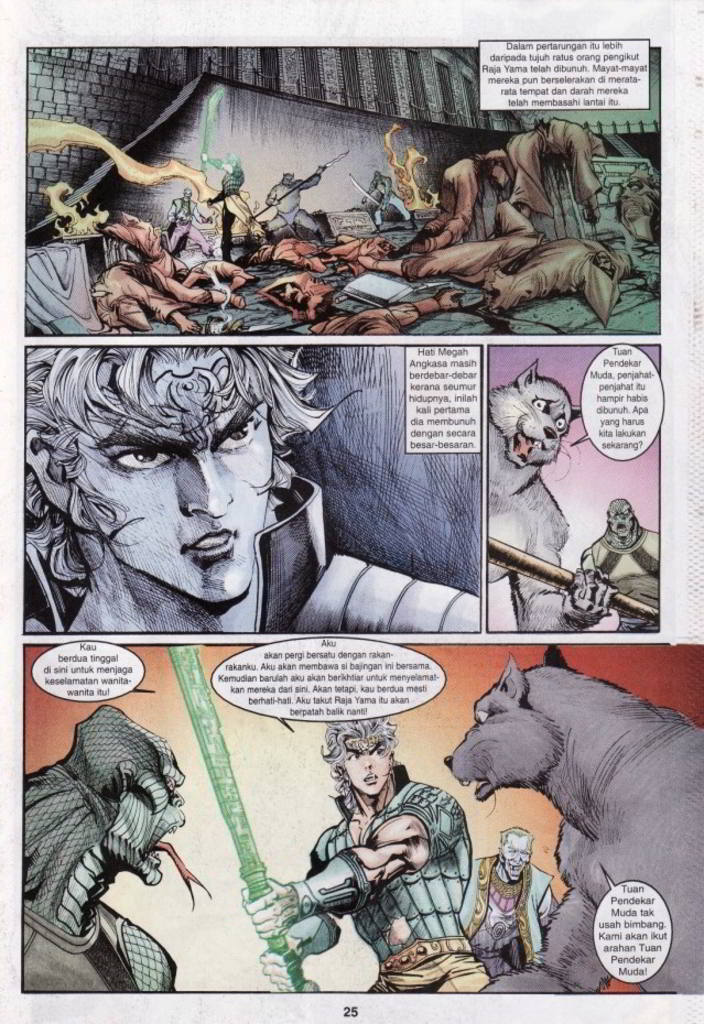 Dalam pertarungan itu lebih
daripada tujuh ratus orang pengikut
Raja Yama telah dibunuh. Mayat-mayat
mereka pun berselerakan di merata-
rata tempat dan darah mereka
telah membasahi lantai itu.
Hati Megah
Angkasa masih
berdebar-debar
kerana seumur
hidupnya, inilah
kali pertama
dia membunuh
dengan secara
besar-besaran.
Tuan
Pendekar
Muda, penjahat-
penjahat itu
hampir habis
dibunuh. Apa
yang harus
kita lakukan
sekarang?
Kau
berdua tinggal
di sini untuk menjaga
keselamatan wanita-
wanita itu!
Aku
akan pergi bersatu dengan rakan-
rakanku. Aku akan membawa si bajingan ini bersama.
Kemudian barulah aku akan berikhtiar untuk menyelamat-
kan mereka dari sini. Akan tetapi, kau berdua mesti
berhati-hati. Aku takut Raja Yama itu akan
berpatah balik nanti!
Tuan
Pendekar
Muda tak
usah bimbang.
Kami akan ikut
arahan Tuan
Pendekar
Muda!
25